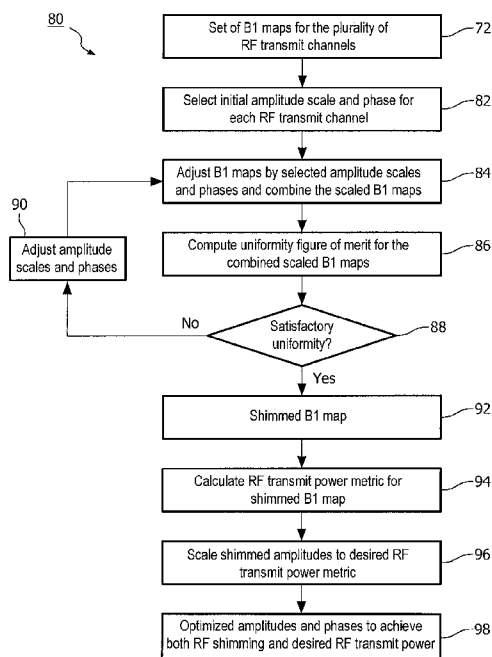 80
Set of B1 maps for the plurality of
RF transmit channels
72
Select initial amplitude scale and phase for
each RF transmit channel
82
Adjust B1 maps by selected amplitude scales
and phases and combine the scaled B1 maps
84
90
Adjust amplitude
scales and phases
Compute uniformity figure of merit for the
combined scaled B1 maps
86
No
Satisfactory
uniformity?
88
Yes
Shimmed B1 map
92
Calculate RF transmit power metric for
shimmed B1 map
94
Scale shimmed amplitudes to desired RF
transmit power metric
96
Optimized amplitudes and phases to achieve
both RF shimming and desired RF transmit power
98